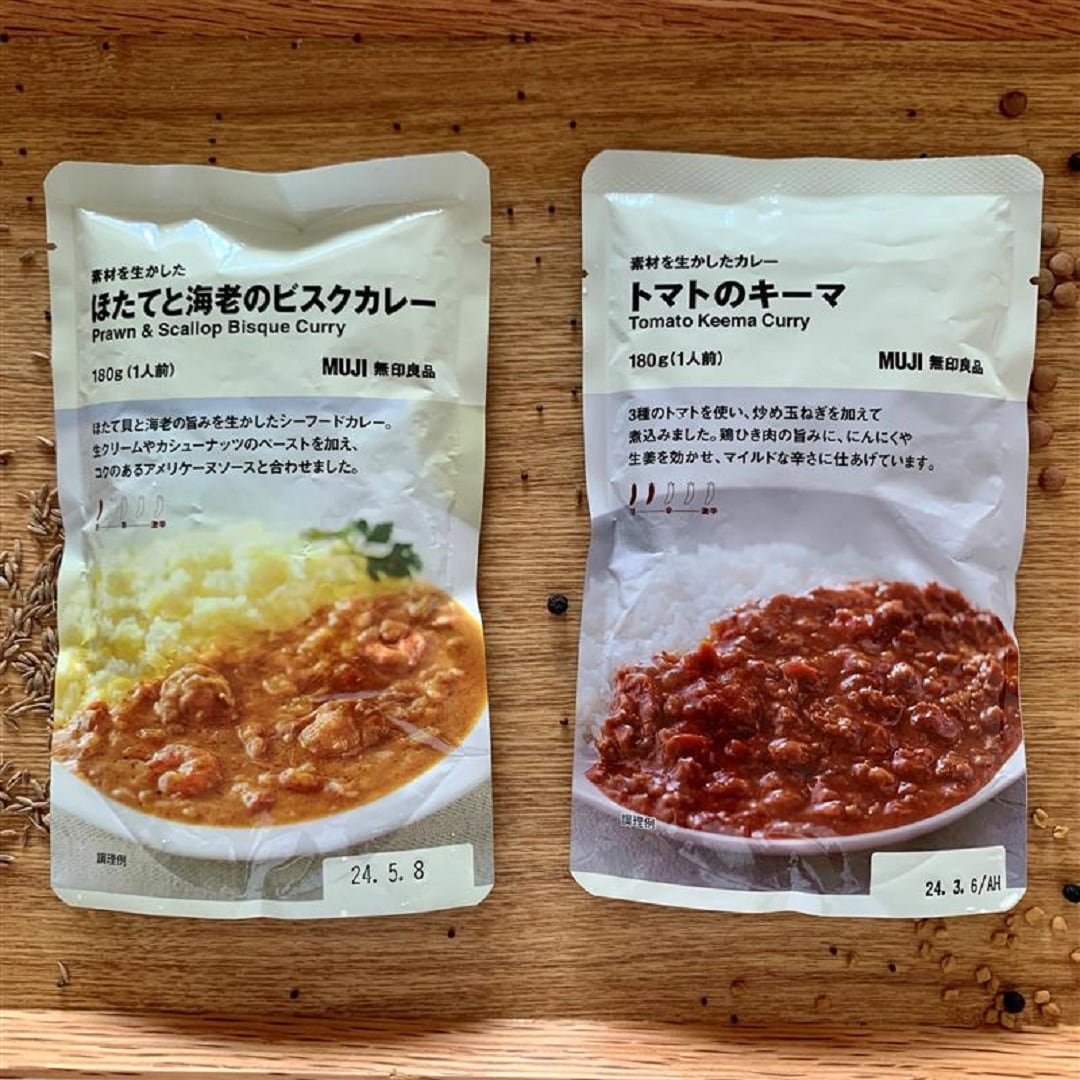 素材を生かした
ほたてと海老のビスクカレー
Prawn & Scallop Bisque Curry
180g(1人前)
MUJI 無印良品
ほたて貝と海老の旨みを生かしたシーフードカレー。
生クリームやカシューナッツのペーストを加え、
コクのあるアメリケーヌソースと合わせました。
調理例
24. 5. 8
素材を生かしたカレー
トマトのキーマ
Tomato Keema Curry
180g(1人前)
MUJI 無印良品
3種のトマトを使い、炒め玉ねぎを加えて
煮込みました。鶏ひき肉の旨みに、にんにくや
生姜を効かせ、マイルドな辛さに仕あげています。
調理例
24. 3. 6/AH